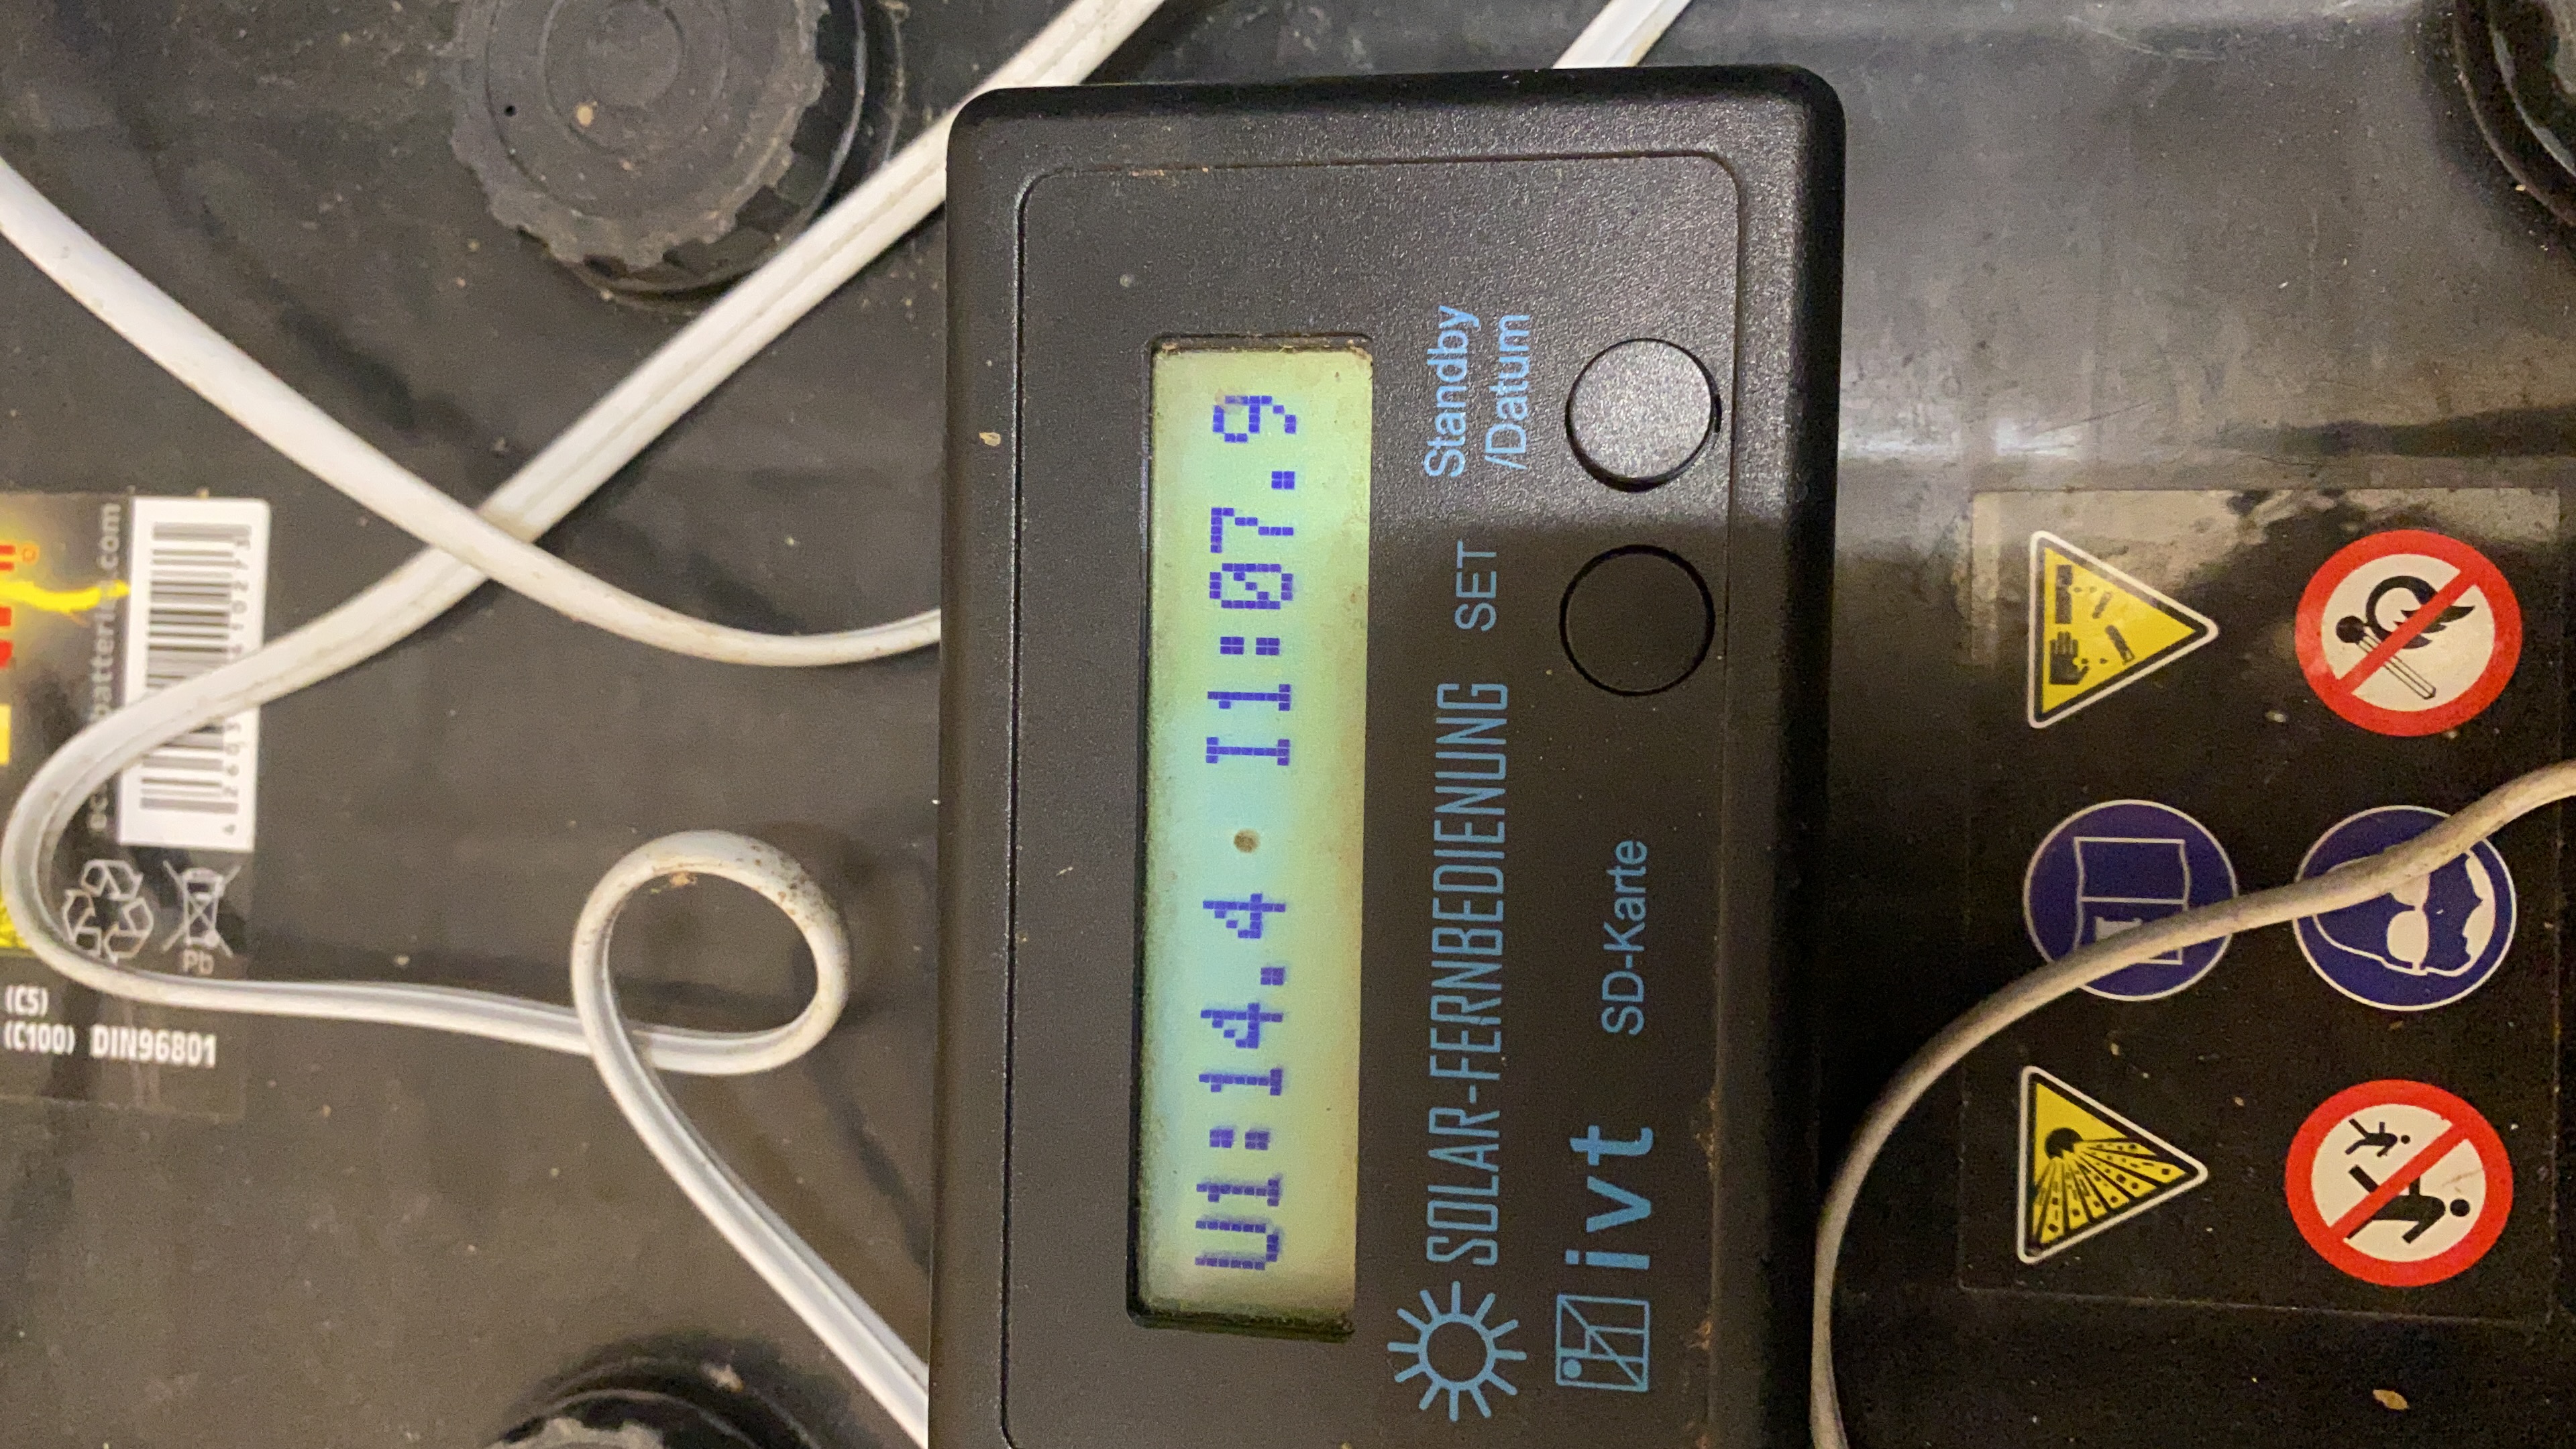 U1:14.4 I1:07.9
SOLAR-FERNBEDIENUNG
SET
Standby
/Datum
ivt
SD-Karte
Pb
(C5)
(C100) DIN96801